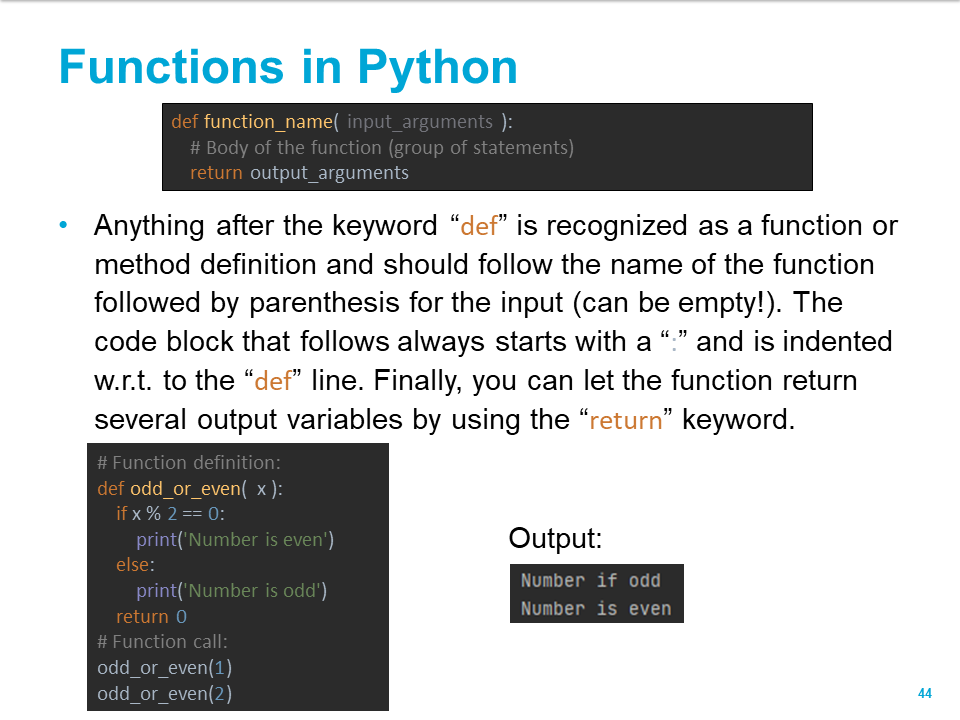 Functions in Python
def function_name( input_arguments ):
# Body of the function (group of statements)
return output_arguments
• Anything after the keyword “def” is recognized as a function or
method definition and should follow the name of the function
followed by parenthesis for the input (can be empty!). The
code block that follows always starts with a “:” and is indented
w.r.t. to the “def” line. Finally, you can let the function return
several output variables by using the “return” keyword.
# Function definition:
def odd_or_even( x ):
if x % 2 == 0:
print('Number is even')
else:
print('Number is odd')
return 0
# Function call:
odd_or_even(1)
odd_or_even(2)
Output:
Number if odd
Number is even
44